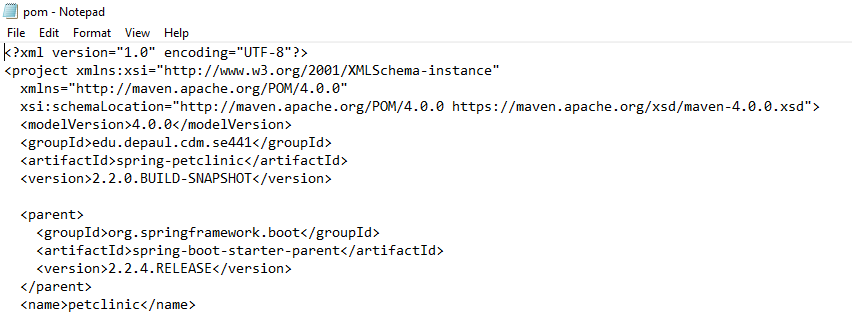 pom - Notepad
File Edit Format View Help
<?xml version="1.0" encoding="UTF-8"?>
<project xmlns:xsi="http://www.w3.org/2001/XMLSchema-instance"
  xmlns="http://maven.apache.org/POM/4.0.0"
  xsi:schemaLocation="http://maven.apache.org/POM/4.0.0 https://maven.apache.org/xsd/maven-4.0.0.xsd">
  <modelVersion>4.0.0</modelVersion>
  <groupId>edu.depaul.cdm.se441</groupId>
  <artifactId>spring-petclinic</artifactId>
  <version>2.2.0.BUILD-SNAPSHOT</version>

  <parent>
    <groupId>org.springframework.boot</groupId>
    <artifactId>spring-boot-starter-parent</artifactId>
    <version>2.2.4.RELEASE</version>
  </parent>
  <name>petclinic</name>